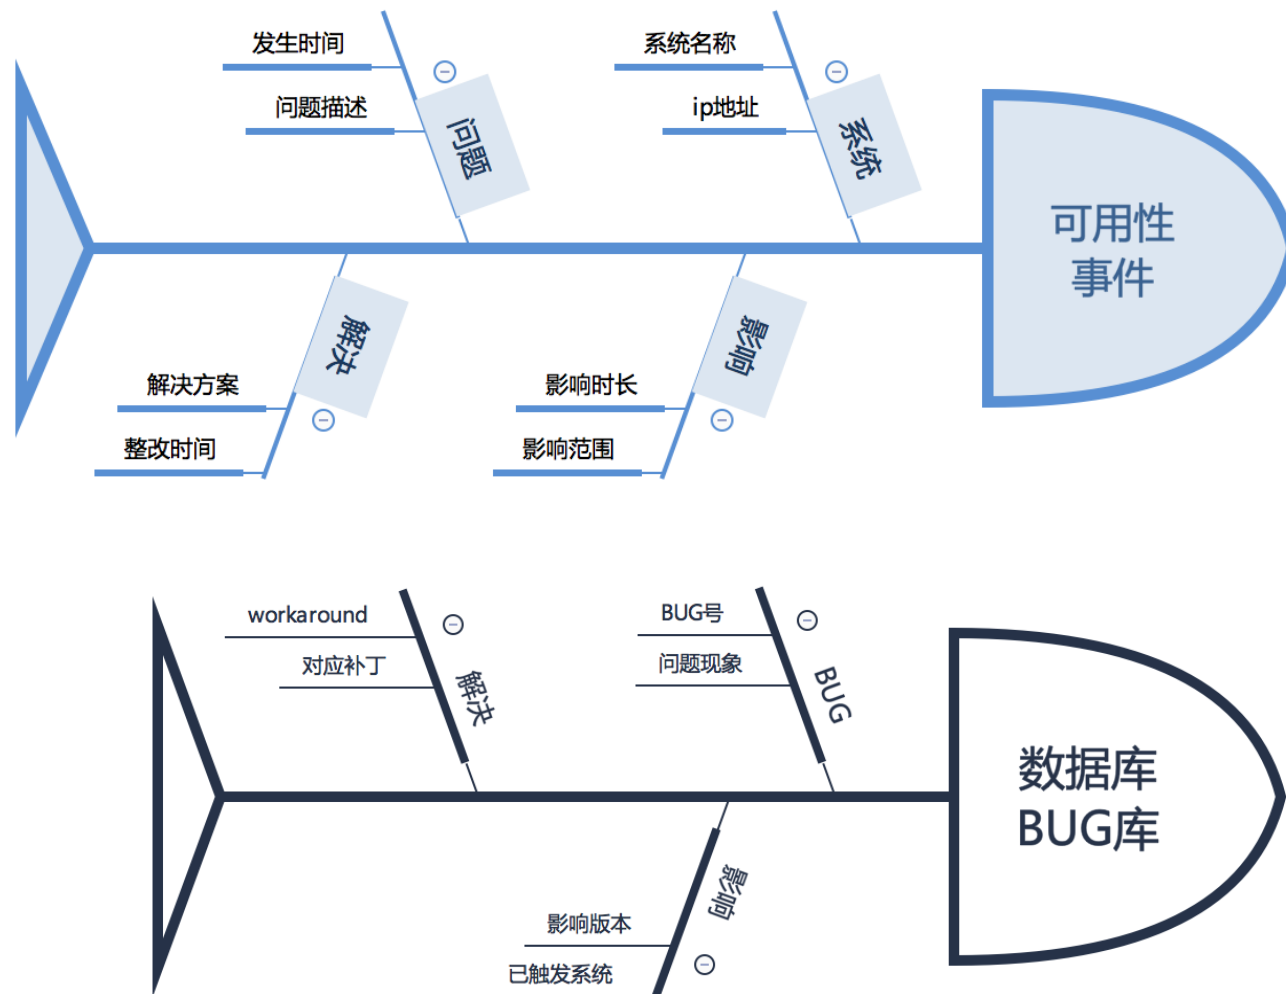 发生时间
问题描述
问题
系统名称
ip地址
系统
可用性
事件
解决
解决方案
整改时间
影响
影响时长
影响范围
workaround
对应补丁
解决
BUG号
问题现象
BUG
数据库
BUG库
影响
影响版本
已触发系统